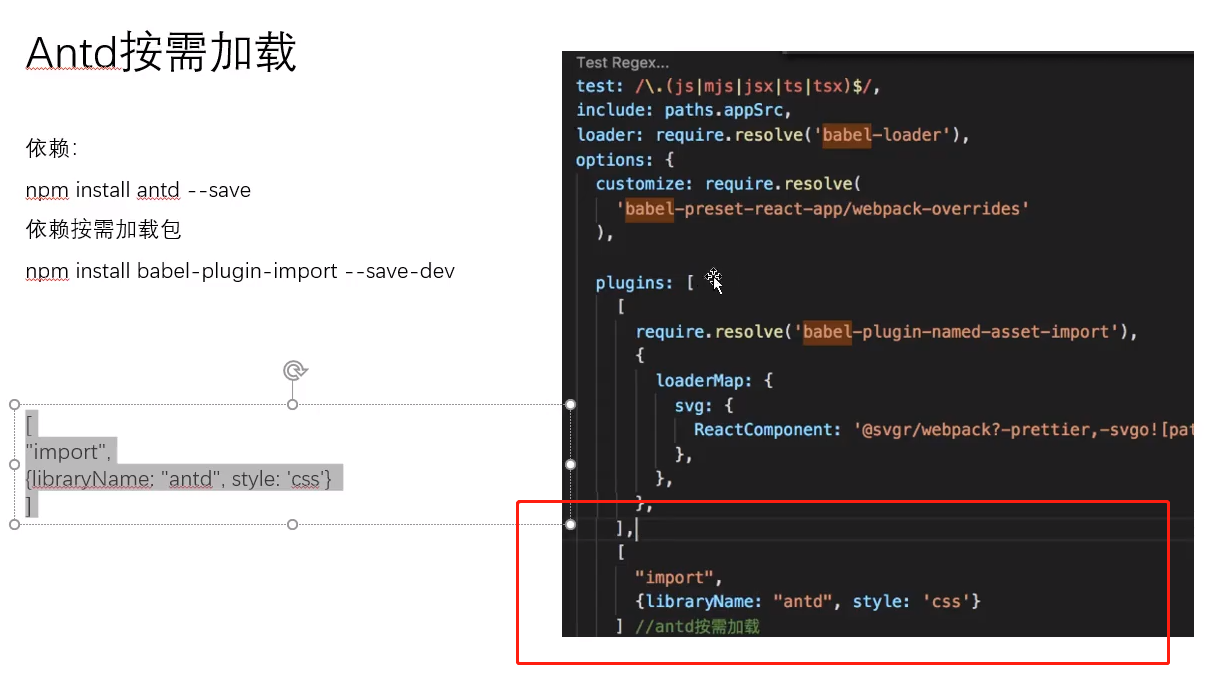 Antd按需加载
依赖:
npm install antd --save
依赖按需加载包
npm install babel-plugin-import --save-dev
[
"import",
{libraryName: "antd", style: 'css'}
]
Test Regex...
test: /\.(js|mjs|jsx|ts|tsx)$/,
include: paths.appSrc,
loader: require.resolve('babel-loader'),
options: {
customize: require.resolve(
'babel-preset-react-app/webpack-overrides'
),
plugins: [
[
require.resolve('babel-plugin-named-asset-import'),
{
loaderMap: {
svg: {
ReactComponent: '@svgr/webpack?-prettier,-svgo![pat
},
},
},
],
[
"import",
{libraryName: "antd", style: 'css'}
] //antd按需加载